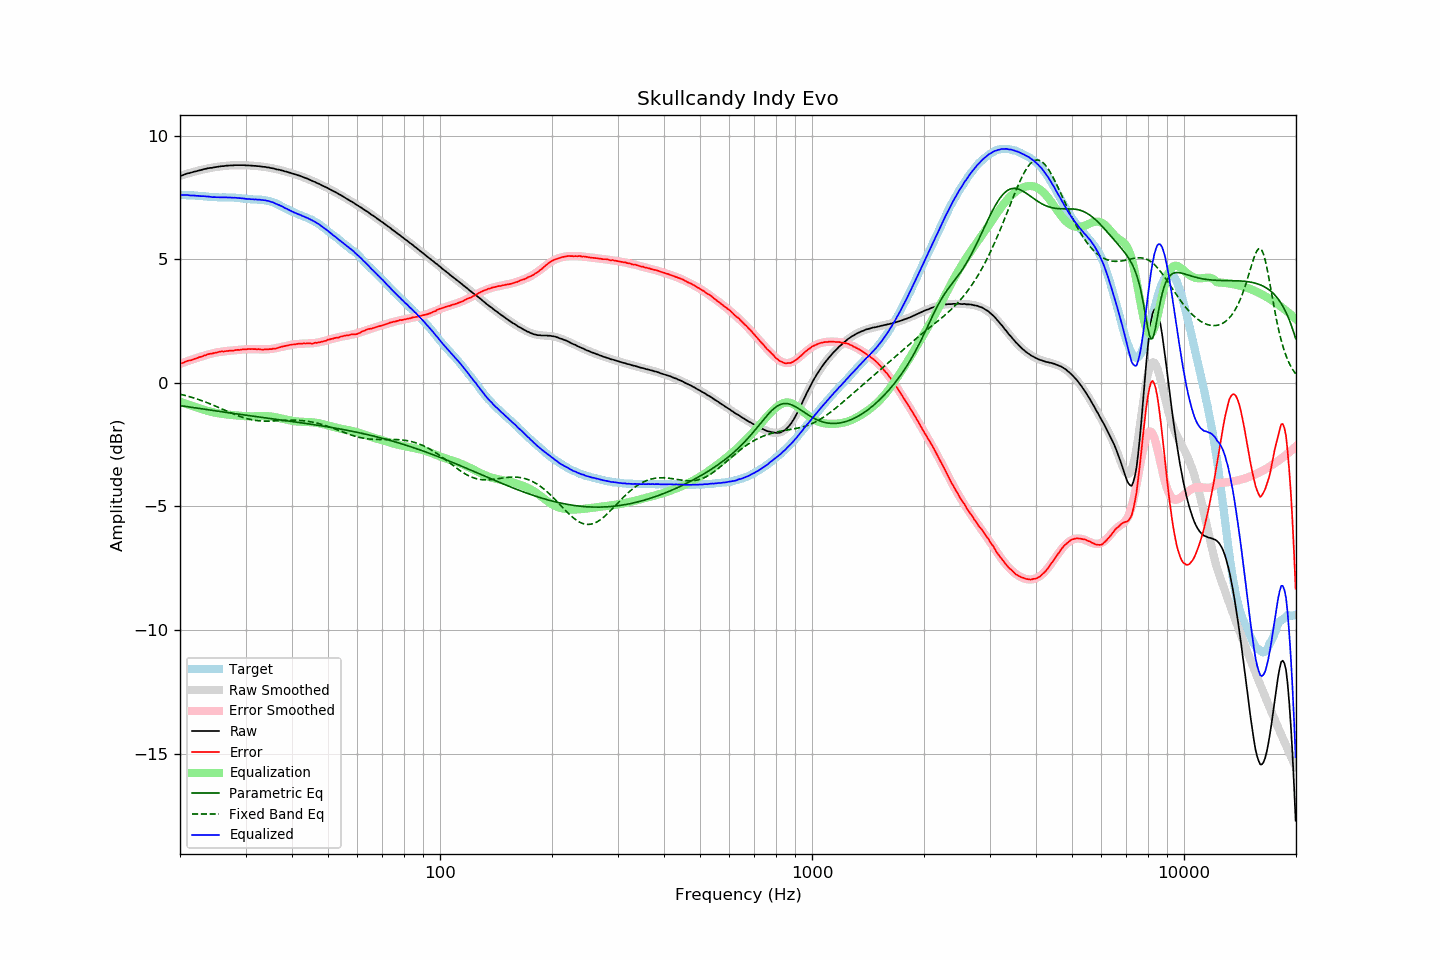 Skullcandy Indy Evo
Amplitude (dBr)
10
5
0
−5
−10
−15
Target
Raw Smoothed
Error Smoothed
Raw
Error
Equalization
Parametric Eq
Fixed Band Eq
Equalized
100
1000
10000
Frequency (Hz)